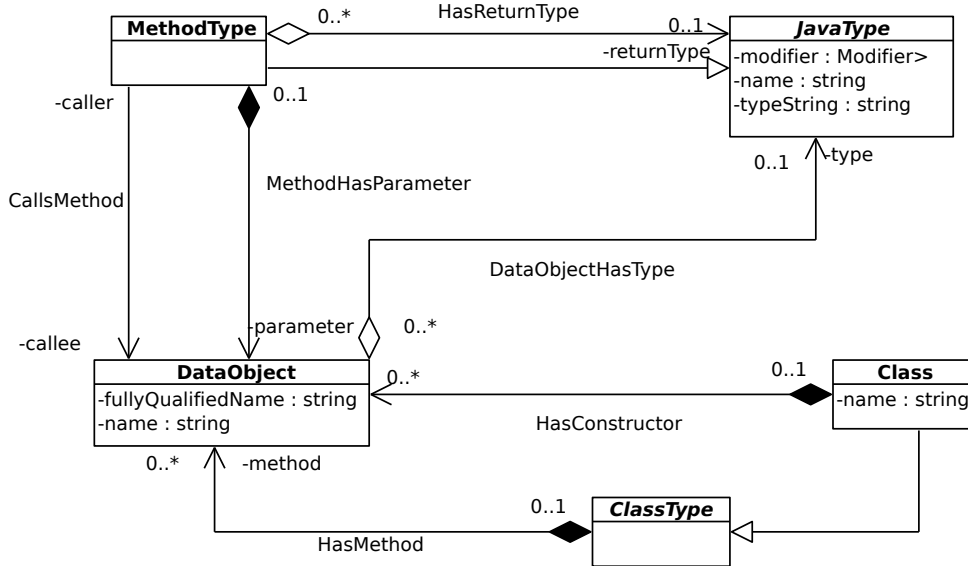 HasReturnType
0..*
MethodType
0..1
JavaType
-returnType
-modifier : Modifier>
-name : string
-typeString : string
-caller
0..1
0..1
-type
MethodHasParameter
CallsMethod
DataObjectHasType
-parameter
0..*
-callee
DataObject
-fullyQualifiedName : string
-name : string
0..*
0..1
Class
-name : string
HasConstructor
0..*
-method
0..1
ClassType
HasMethod